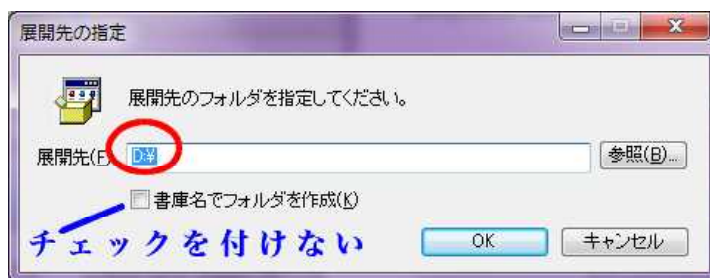 展開先の指定
展開先のフォルダを指定してください。
展開先(F) D:¥ 参照(B)...
書庫名でフォルダを作成(K)
チェックを付けない OK キャンセル